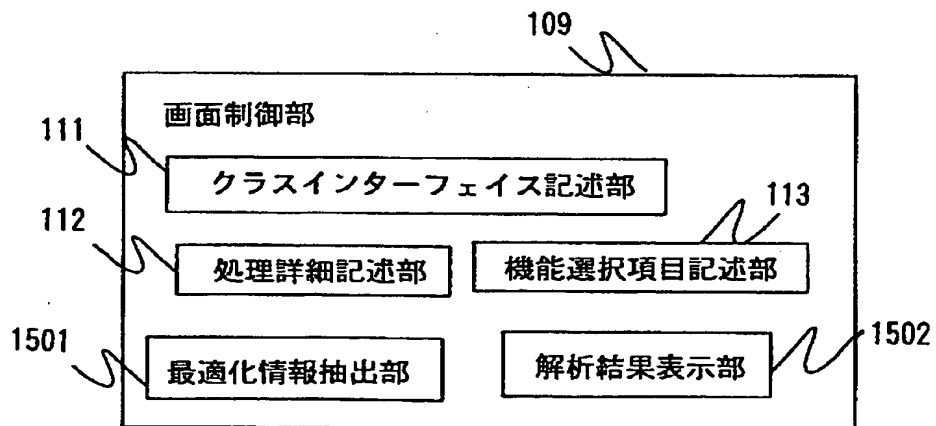 109
画面制御部
111
クラスインターフェイス記述部
113
112
処理詳細記述部
機能選択項目記述部
1501
最適化情報抽出部
解析結果表示部
1502